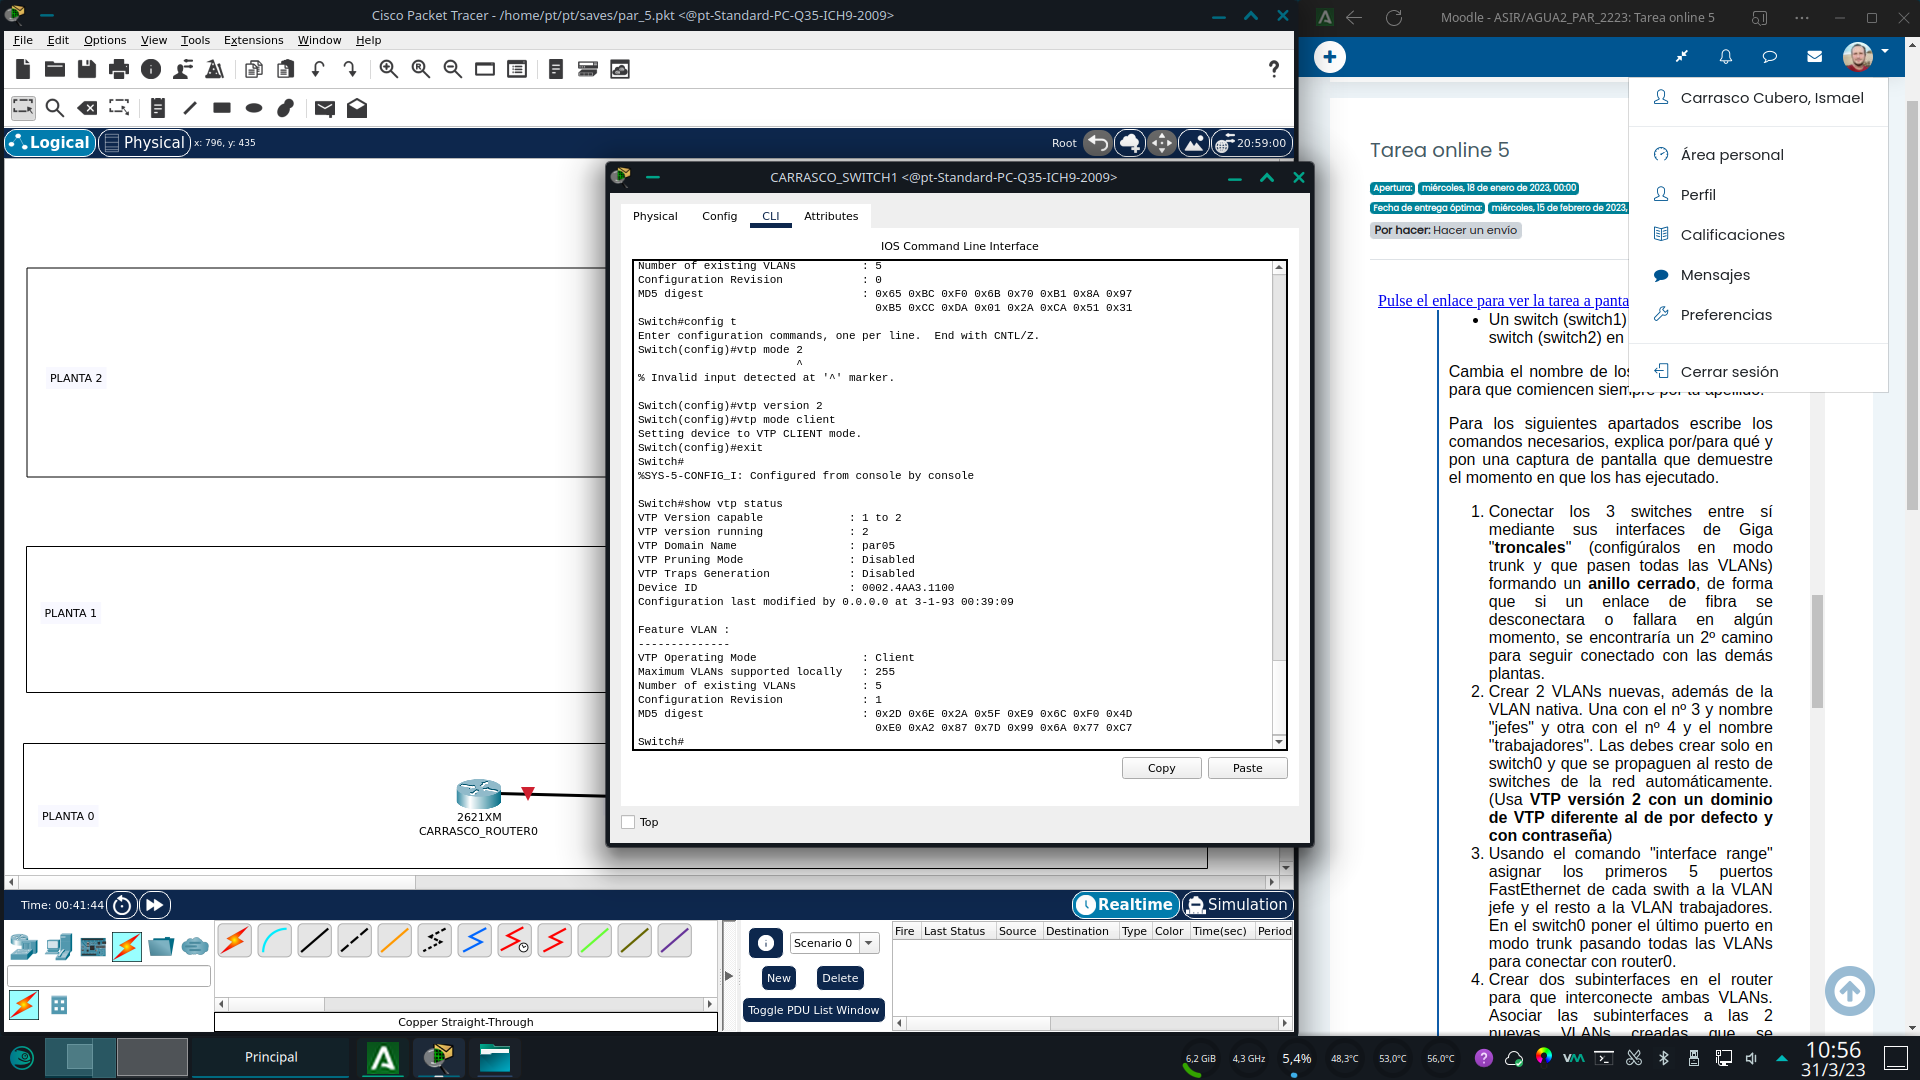 Cisco Packet Tracer - /home/pt/pt/saves/par_5.pkt <@pt-Standard-PC-Q35-ICH9-2009>
File Edit Options View Tools Extensions Window Help
Logical Physical x: 796, y: 435
Root 20:59:00
PLANTA 2
PLANTA 1
PLANTA 0
2621XM
CARRASCO_ROUTER0
CARRASCO_SWITCH1 <@pt-Standard-PC-Q35-ICH9-2009>
Physical Config CLI Attributes
IOS Command Line Interface
Number of existing VLANs : 5
Configuration Revision : 0
MD5 digest : 0x65 0xBC 0xF0 0x6B 0x70 0xB1 0x8A 0x97
0xB5 0xCC 0xDA 0x01 0x2A 0xCA 0x51 0x31
Switch#config t
Enter configuration commands, one per line. End with CNTL/Z.
Switch(config)#vtp mode 2
^
% Invalid input detected at '^' marker.
Switch(config)#vtp version 2
Switch(config)#vtp mode client
Setting device to VTP CLIENT mode.
Switch(config)#exit
Switch#
%SYS-5-CONFIG_I: Configured from console by console
Switch#show vtp status
VTP Version capable : 1 to 2
VTP version running : 2
VTP Domain Name : par05
VTP Pruning Mode : Disabled
VTP Traps Generation : Disabled
Device ID : 0002.4AA3.1100
Configuration last modified by 0.0.0.0 at 3-1-93 00:39:09
Feature VLAN :
--------------
VTP Operating Mode : Client
Maximum VLANs supported locally : 255
Number of existing VLANs : 5
Configuration Revision : 1
MD5 digest : 0x2D 0x6E 0x2A 0x5F 0xE9 0x6C 0xF0 0x4D
0xE0 0xA2 0x87 0x7D 0x99 0x6A 0x77 0xC7
Switch#
Copy Paste
Top
Time: 00:41:44
Realtime Simulation
Scenario 0
New Delete
Toggle PDU List Window
Fire Last Status Source Destination Type Color Time(sec) Period
Copper Straight-Through
Moodle - ASIR/AGUA2_PAR_2223: Tarea online 5
Tarea online 5
Apertura: miércoles, 18 de enero de 2023, 00:00
Fecha de entrega óptima: miércoles, 15 de febrero de 2023,
Por hacer: Hacer un envío
Carrasco Cubero, Ismael
Área personal
Perfil
Calificaciones
Mensajes
Preferencias
Cerrar sesión
Pulse el enlace para ver la tarea a panta
• Un switch (switch1)
switch (switch2) en
Cambia el nombre de los
para que comiencen siempre por tu apellido.
Para los siguientes apartados escribe los
comandos necesarios, explica por/para qué y
pon una captura de pantalla que demuestre
el momento en que los has ejecutado.
1. Conectar los 3 switches entre sí
mediante sus interfaces de Giga
"troncales" (configúralos en modo
trunk y que pasen todas las VLANs)
formando un anillo cerrado, de forma
que si un enlace de fibra se
desconectara o fallara en algún
momento, se encontraría un 2º camino
para seguir conectado con las demás
plantas.
2. Crear 2 VLANs nuevas, además de la
VLAN nativa. Una con el nº 3 y nombre
"jefes" y otra con el nº 4 y el nombre
"trabajadores". Las debes crear solo en
switch0 y que se propaguen al resto de
switches de la red automáticamente.
(Usa VTP versión 2 con un dominio
de VTP diferente al de por defecto y
con contraseña)
3. Usando el comando "interface range"
asignar los primeros 5 puertos
FastEthernet de cada swith a la VLAN
jefe y el resto a la VLAN trabajadores.
En el switch0 poner el último puerto en
modo trunk pasando todas las VLANs
para conectar con router0.
4. Crear dos subinterfaces en el router
para que interconecte ambas VLANs.
Asociar las subinterfaces a las 2
nuevas VLANs creadas que se
Principal
6,2 GiB 4,3 GHz 5,4% 48,3°C 53,0°C 56,0°C
10:56
31/3/23